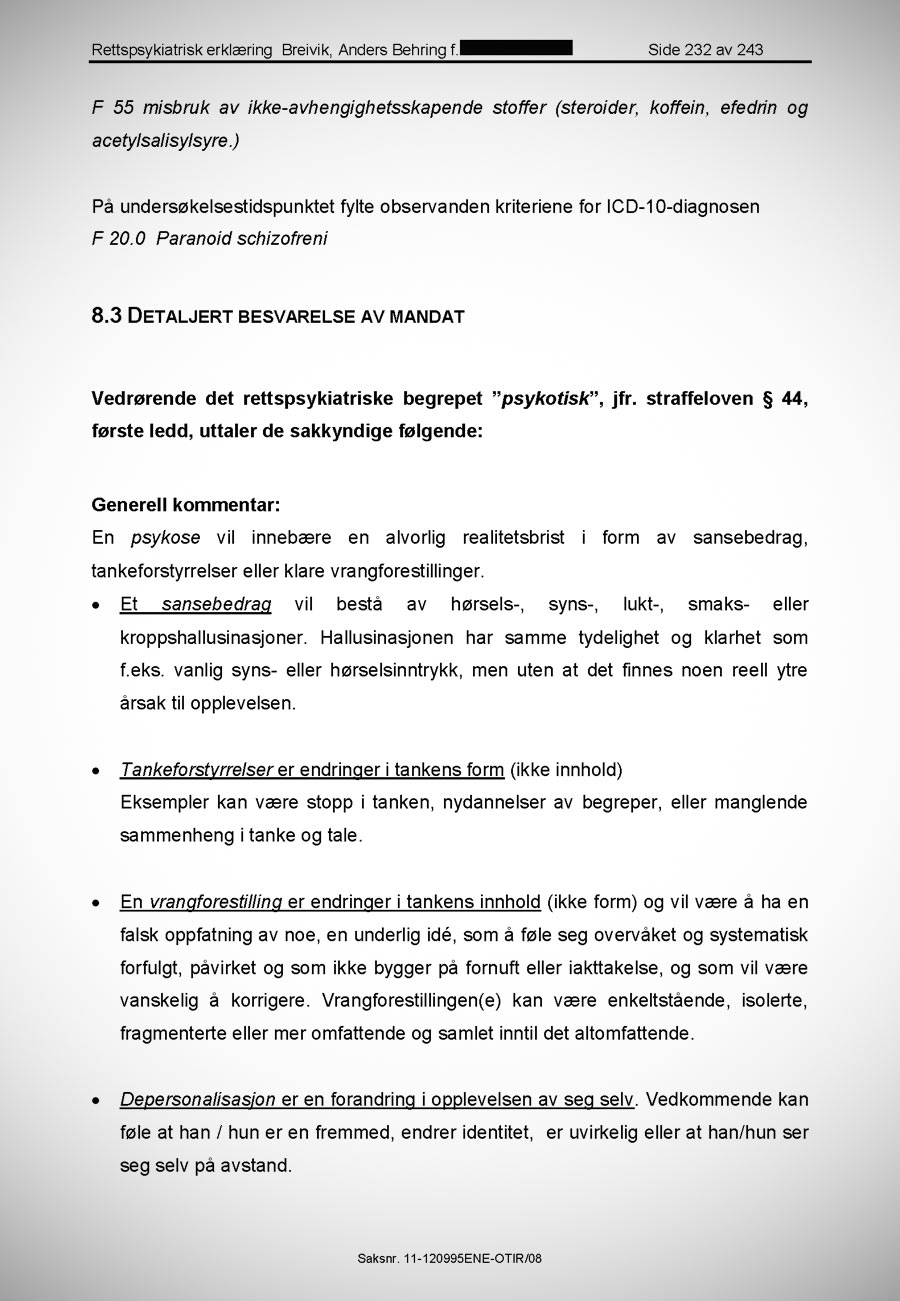 Rettspsykiatrisk erklæring Breivik, Anders Behring f. Side 232 av 243
F 55 misbruk av ikke-avhengighetsskapende stoffer (steroider, koffein, efedrin og
acetylsalisylsyre.)
På undersøkelsestidspunktet fylte observanden kriteriene for ICD-10-diagnosen
F 20.0 Paranoid schizofreni
8.3 DETALJERT BESVARELSE AV MANDAT
Vedrørende det rettspsykiatriske begrepet ”psykotisk”, jfr. straffeloven § 44,
første ledd, uttaler de sakkyndige følgende:
Generell kommentar:
En psykose vil innebære en alvorlig realitetsbrist i form av sansebedrag,
tankeforstyrrelser eller klare vrangforestillinger.
• Et sansebedrag vil bestå av hørsels-, syns-, lukt-, smaks- eller
kroppshallusinasjoner. Hallusinasjonen har samme tydelighet og klarhet som
f.eks. vanlig syns- eller hørselsinntrykk, men uten at det finnes noen reell ytre
årsak til opplevelsen.
• Tankeforstyrrelser er endringer i tankens form (ikke innhold)
Eksempler kan være stopp i tanken, nydannelser av begreper, eller manglende
sammenheng i tanke og tale.
• En vrangforestilling er endringer i tankens innhold (ikke form) og vil være å ha en
falsk oppfatning av noe, en underlig idé, som å føle seg overvåket og systematisk
forfulgt, påvirket og som ikke bygger på fornuft eller iakttakelse, og som vil være
vanskelig å korrigere. Vrangforestillingen(e) kan være enkeltstående, isolerte,
fragmenterte eller mer omfattende og samlet inntil det altomfattende.
• Depersonalisasjon er en forandring i opplevelsen av seg selv. Vedkommende kan
føle at han / hun er en fremmed, endrer identitet, er uvirkelig eller at han/hun ser
seg selv på avstand.
Saksnr. 11-120995ENE-OTIR/08